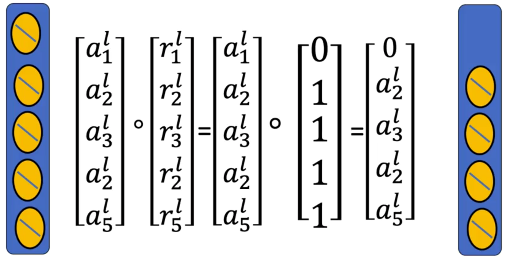 [a₁ˡ] ∘ [r₁ˡ] = [a₁ˡ] ∘ [0] = [0]
[a₂ˡ] [r₂ˡ] [a₂ˡ] [1] [a₂ˡ]
[a₃ˡ] [r₃ˡ] [a₃ˡ] [1] [a₃ˡ]
[a₂ˡ] [r₂ˡ] [a₂ˡ] [1] [a₂ˡ]
[a₅ˡ] [r₅ˡ] [a₅ˡ] [1] [a₅ˡ]